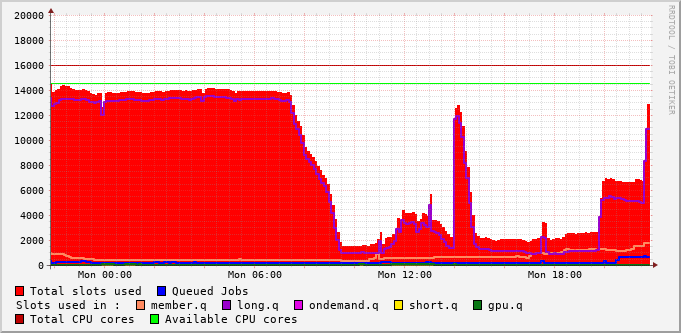 20000
18000
16000
14000
12000
10000
8000
6000
4000
2000
0
Mon 00:00 Mon 06:00 Mon 12:00 Mon 18:00
RRDTOOL / TOBI OETIKER
Total slots used Queued Jobs
Slots used in : member.q long.q ondemand.q short.q gpu.q
Total CPU cores Available CPU cores